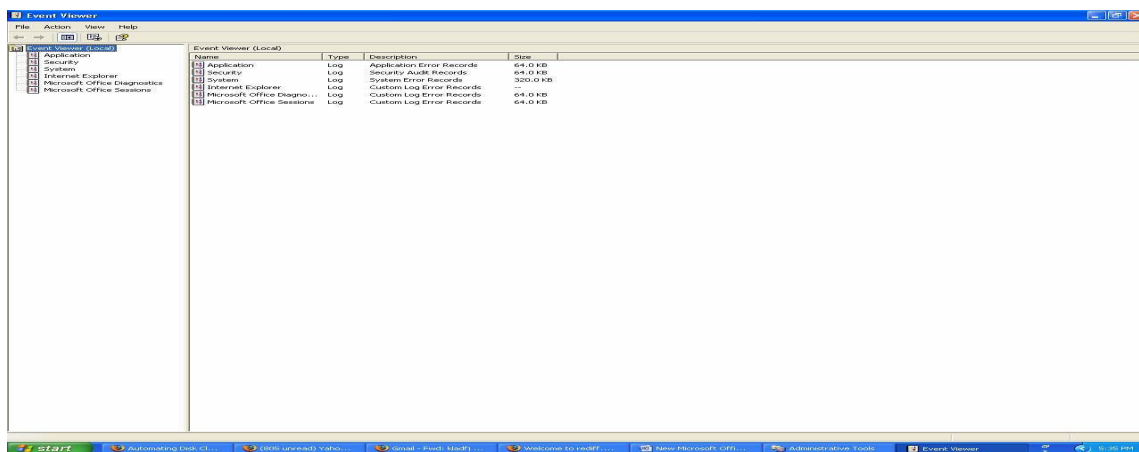 Event Viewer
File Action View Help
Event Viewer (Local)
Application
Security
System
Internet Explorer
Microsoft Office Diagnostics
Microsoft Office Sessions
Event Viewer (Local)
Name Type Description Size
Application Log Application Error Records 64.0 KB
Security Log Security Audit Records 64.0 KB
System Log System Error Records 320.0 KB
Internet Explorer Log Custom Log Error Records --
Microsoft Office Diagno... Log Custom Log Error Records 64.0 KB
Microsoft Office Sessions Log Custom Log Error Records 64.0 KB
start Automating Disk Cl... (805 unread) Yaho... Gmail - Fwd: ... Welcome to rediff.... New Microsoft Offi... Administrative Tools Event Viewer 5:35 PM